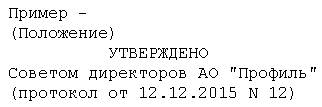 Пример –
(Положение)
УТВЕРЖДЕНО
Советом директоров АО "Профиль"
(протокол от 12.12.2015 N 12)